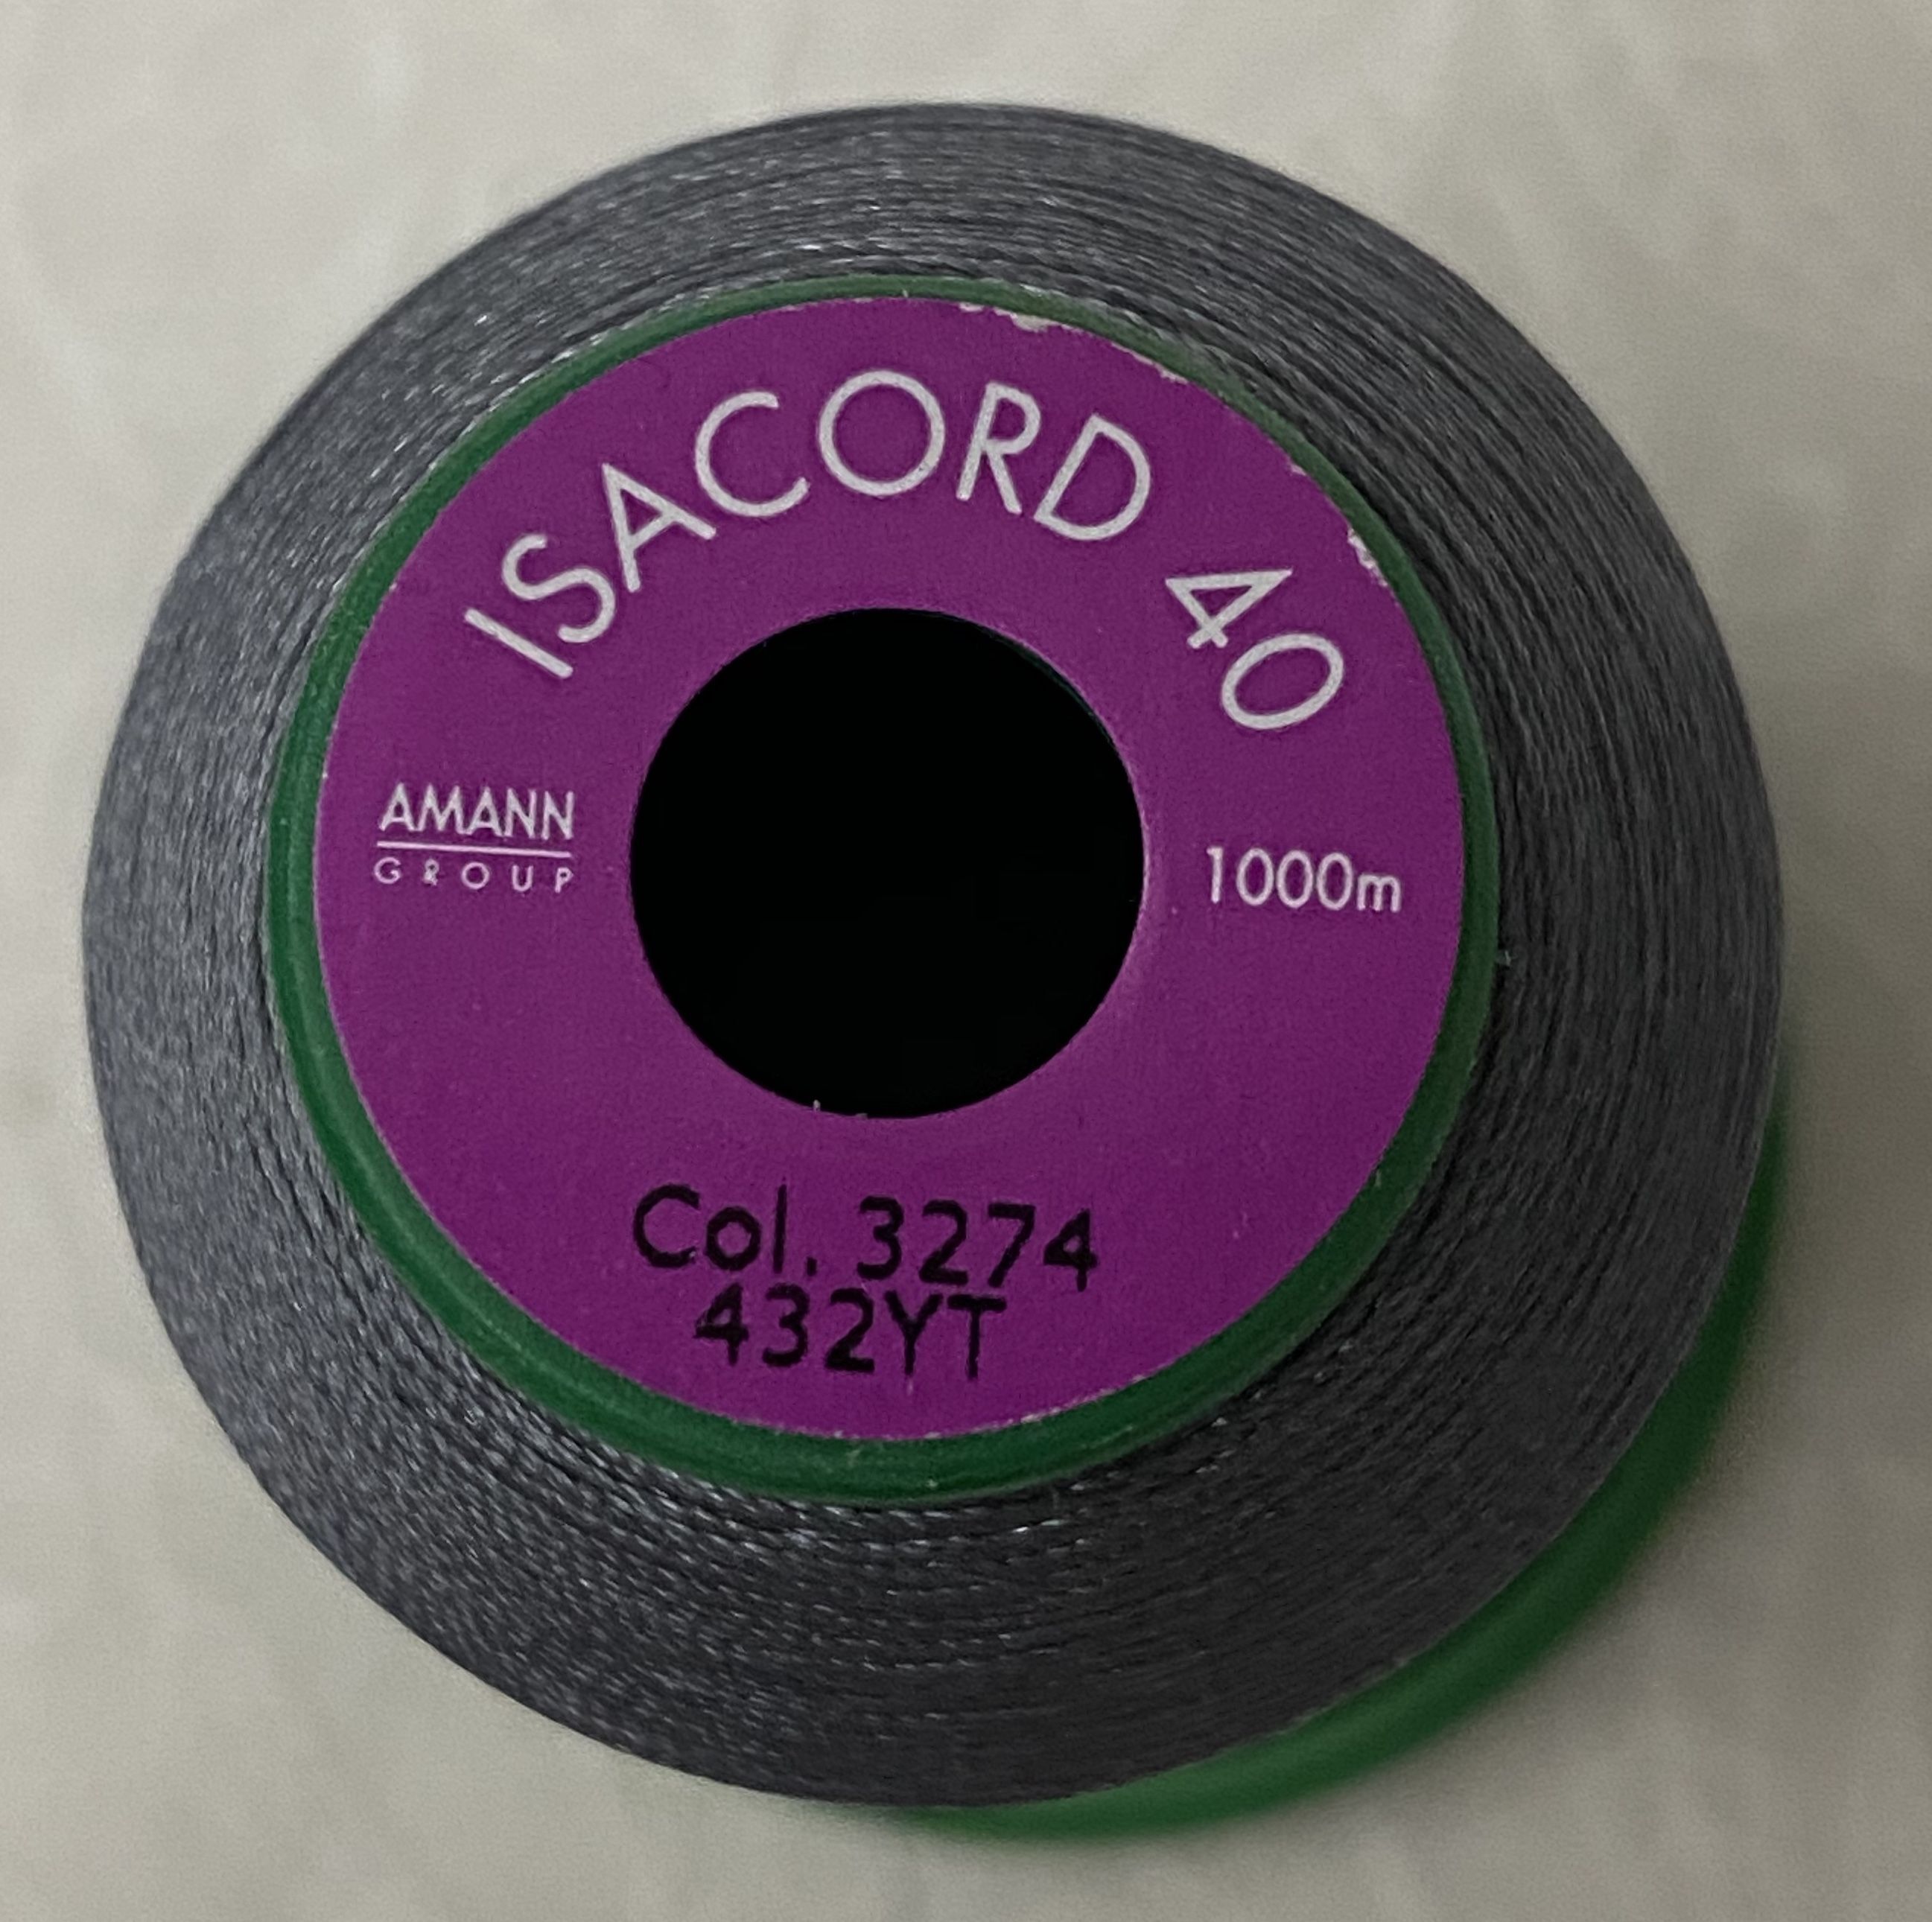 ISACORD 40
AMANN
GROUP
1000m
Col. 3274
432YT